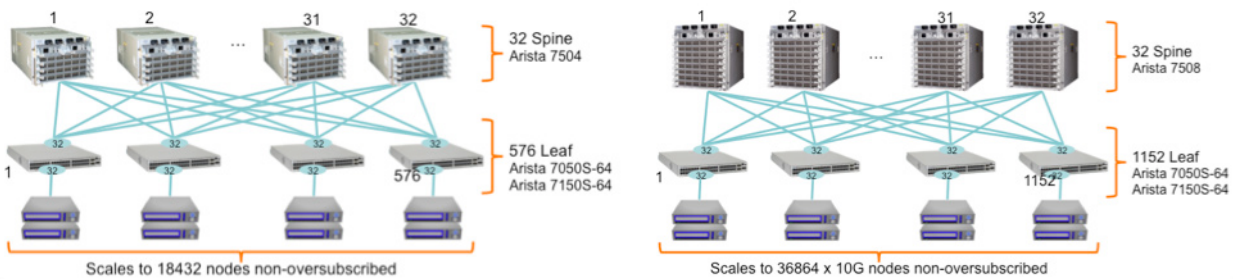 1 2 ... 31 32
32 Spine
Arista 7504
32 32 32 32
576 Leaf
Arista 7050S-64
Arista 7150S-64
1 32 32 32 576 32
Scales to 18432 nodes non-oversubscribed
1 2 ... 31 32
32 Spine
Arista 7508
32 32 32 32
1152 Leaf
Arista 7050S-64
Arista 7150S-64
1 32 32 32 1152 32
Scales to 36864 x 10G nodes non-oversubscribed